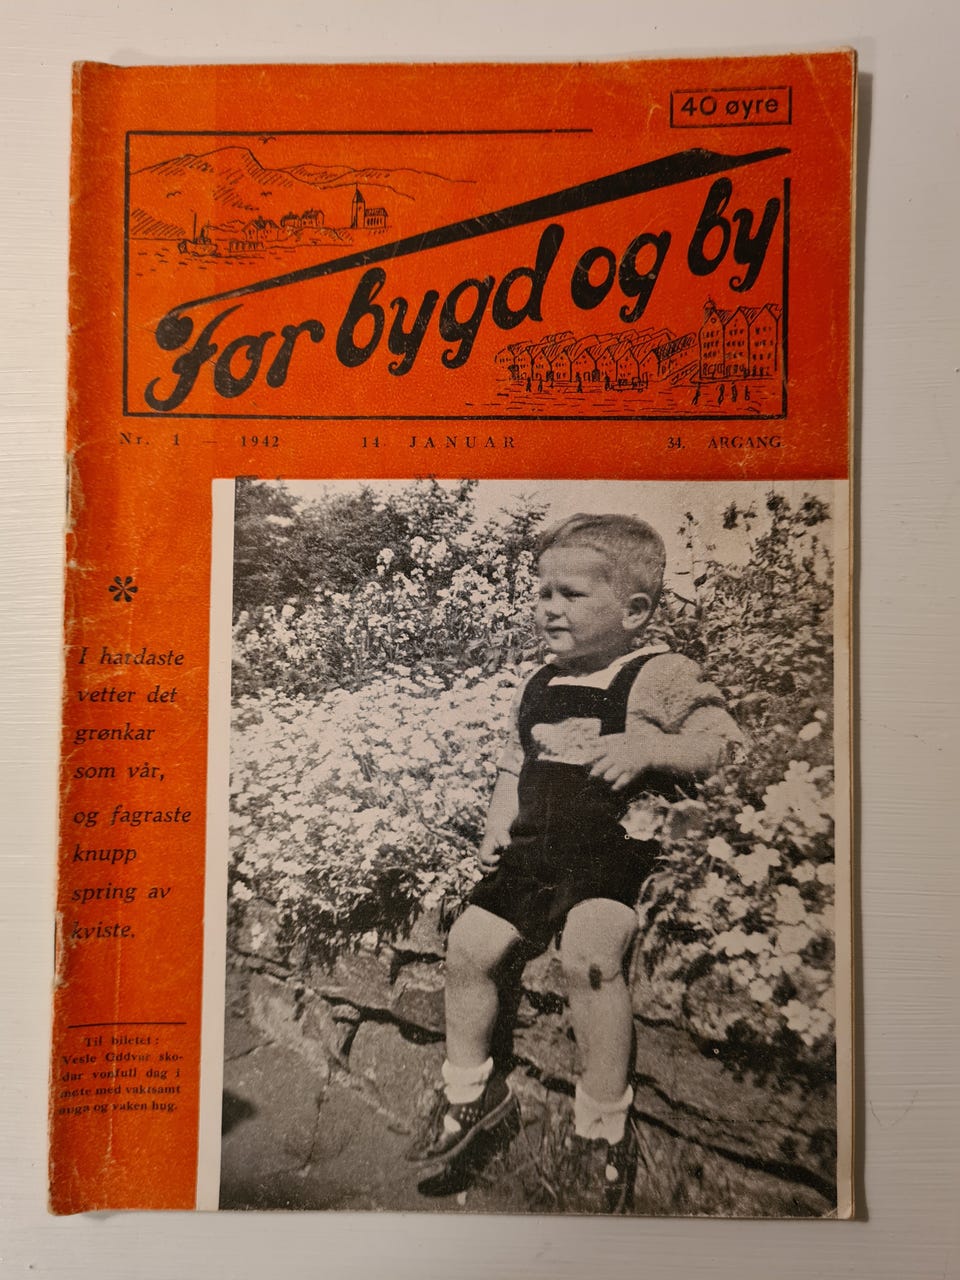 40 øyre
For bygd og by
Nr. 1 — 1942 14. JANUAR 34. ÅRGANG
I hardaste
vetter det
grønkar
som vår,
og fagraste
knupp
spring av
kviste.
Til biletet:
Vesle Oddvar sko-
dar vonfull dag i
møte med vaktsamt
auga og vaken hug.